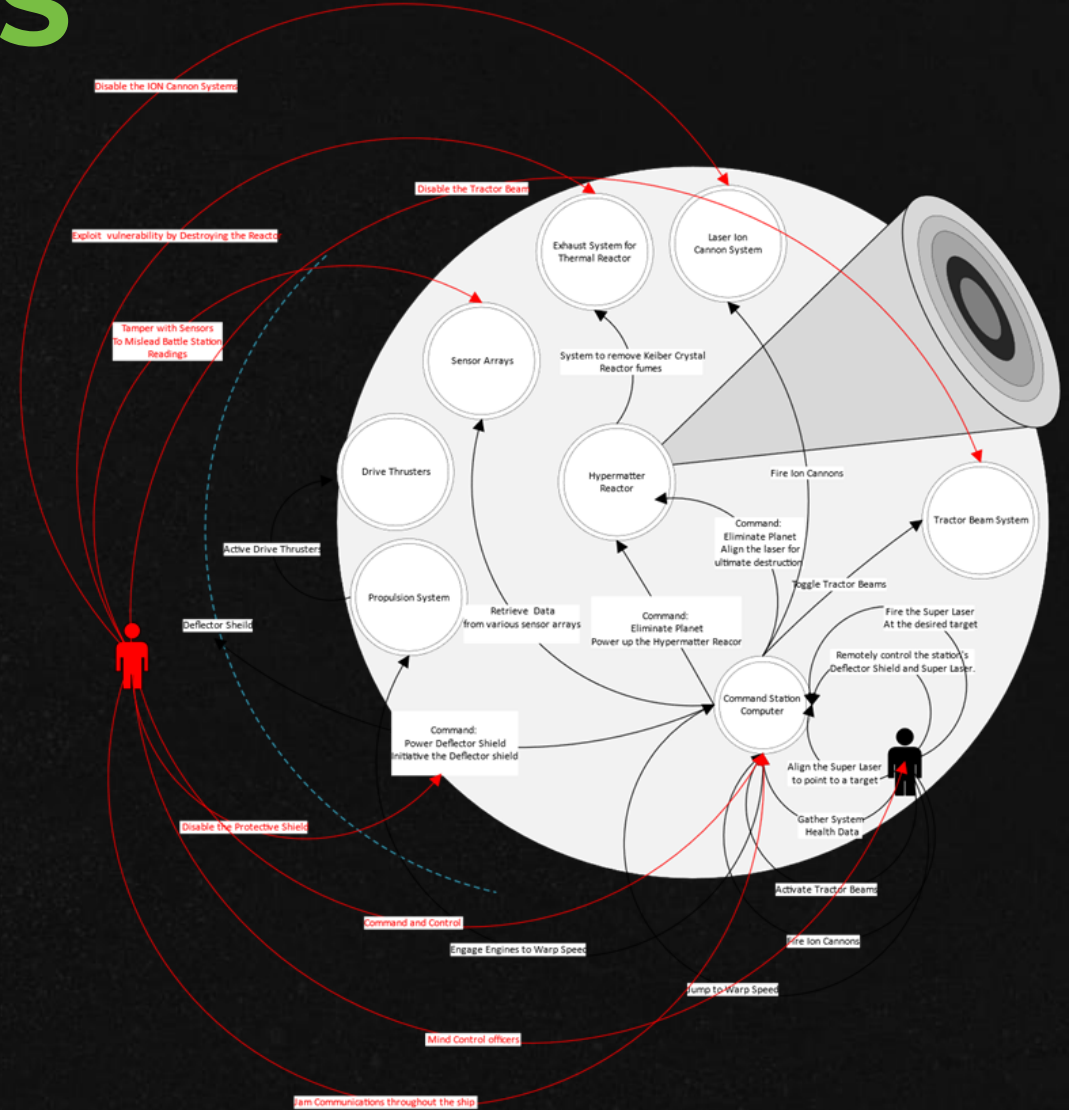 S
Disable the ION Cannon Systems
Disable the Tractor Beam
Exploit vulnerability by Destroying the Reactor
Exhaust System for
Thermal Reactor
Laser Ion
Cannon System
Tamper with Sensors
To Mislead Battle Station
Readings
Sensor Arrays
System to remove Keiber Crystal
Reactor fumes
Drive Thrusters
Hypermatter
Reactor
Fire Ion Cannons
Tractor Beam System
Command:
Eliminate Planet
Align the laser for
ultimate destruction
Active Drive Thrusters
Toggle Tractor Beams
Propulsion System
Retrieve Data
from various sensor arrays
Command:
Eliminate Planet
Power up the Hypermatter Reacor
Fire the Super Laser
At the desired target
Deflector Sheild
Remotely control the station's
Deflector Shield and Super Laser.
Command Station
Computer
Command:
Power Deflector Shield
Initiative the Deflector shield
Align the Super Laser
to point to a target
Gather System
Health Data
Disable the Protective Shield
Activate Tractor Beams
Command and Control
Fire Ion Cannons
Engage Engines to Warp Speed
Jump to Warp Speed
Mind Control officers
Jam Communications throughout the ship